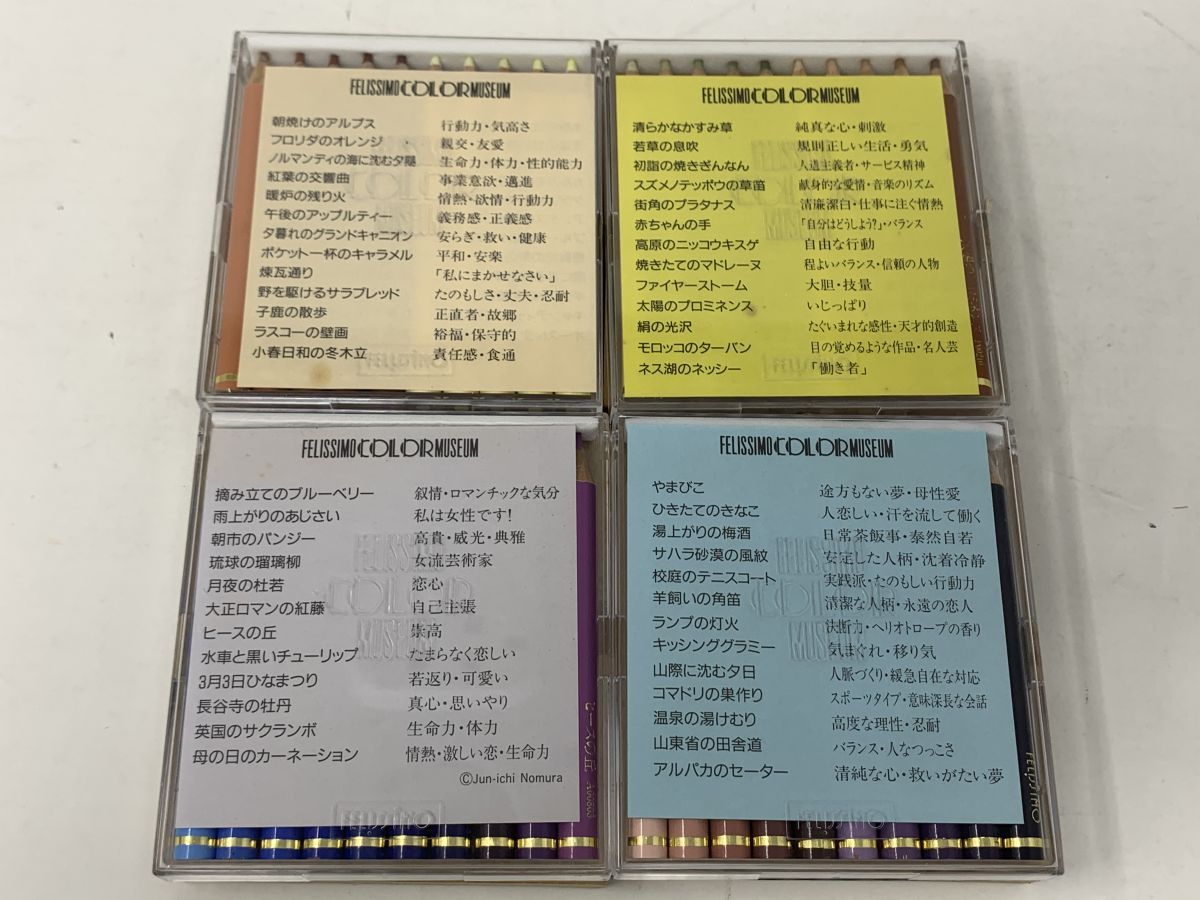 FELISSIMO COLOR MUSEUM
朝焼けのアルプス 行動力・気高さ
フロリダのオレンジ 親交・友愛
ノルマンディの海に沈む夕陽 生命力・体力・性的能力
紅葉の交響曲 事業意欲・邁進
暖炉の残り火 情熱・欲情・行動力
午後のアップルティー 義務感・正義感
夕暮れのグランドキャニオン 安らぎ・救い・健康
ポケット一杯のキャラメル 平和・安楽
煉瓦通り 「私にまかせなさい」
野を駆けるサラブレッド たのもしさ・丈夫・忍耐
子鹿の散歩 正直者・故郷
ラスコーの壁画 裕福・保守的
小春日和の冬木立 責任感・食通
FELISSIMO COLOR MUSEUM
清らかなかすみ草 純真な心・刺激
若草の息吹 規則正しい生活・勇気
初詣の焼きぎんなん 人道主義者・サービス精神
スズメノテッポウの草笛 献身的な愛情・音楽のリズム
街角のプラタナス 清廉潔白・仕事に注ぐ情熱
赤ちゃんの手 「自分はどうしよう?」・バランス
高原のニッコウキスゲ 自由な行動
焼きたてのマドレーヌ 程よいバランス・信頼の人物
ファイヤーストーム 大胆・技量
太陽のプロミネンス いじっぱり
絹の光沢 たぐいまれな感性・天才的創造
モロッコのターバン 目の覚めるような作品・名人芸
ネス湖のネッシー 「働き者」
FELISSIMO COLOR MUSEUM
摘み立てのブルーベリー 叙情・ロマンチックな気分
雨上がりのあじさい 私は女性です!
朝市のパンジー 高貴・威光・典雅
琉球の瑠璃柳 女流芸術家
月夜の杜若 恋心
大正ロマンの紅藤 自己主張
ヒースの丘 崇高
水車と黒いチューリップ たまらなく恋しい
3月3日ひなまつり 若返り・可愛い
長谷寺の牡丹 真心・思いやり
英国のサクランボ 生命力・体力
母の日のカーネーション 情熱・激しい恋・生命力
©Jun-ichi Nomura
ヒースの丘
FELISSIMO COLOR MUSEUM
やまびこ 途方もない夢・母性愛
ひきたてのきなこ 人恋しい・汗を流して働く
湯上がりの梅酒 日常茶飯事・泰然自若
サハラ砂漠の風紋 安定した人柄・沈着冷静
校庭のテニスコート 実践派・たのもしい行動力
羊飼いの角笛 清潔な人柄・永遠の恋人
ランプの灯火 決断力・ヘリオトロープの香り
キッシンググラミー 気まぐれ・移り気
山際に沈む夕日 人脈づくり・緩急自在な対応
コマドリの巣作り スポーツタイプ・意味深長な会話
温泉の湯けむり 高度な理性・忍耐
山東省の田舎道 バランス・人なつっこさ
アルパカのセーター 清純な心・救いがたい夢
FELISSIMO